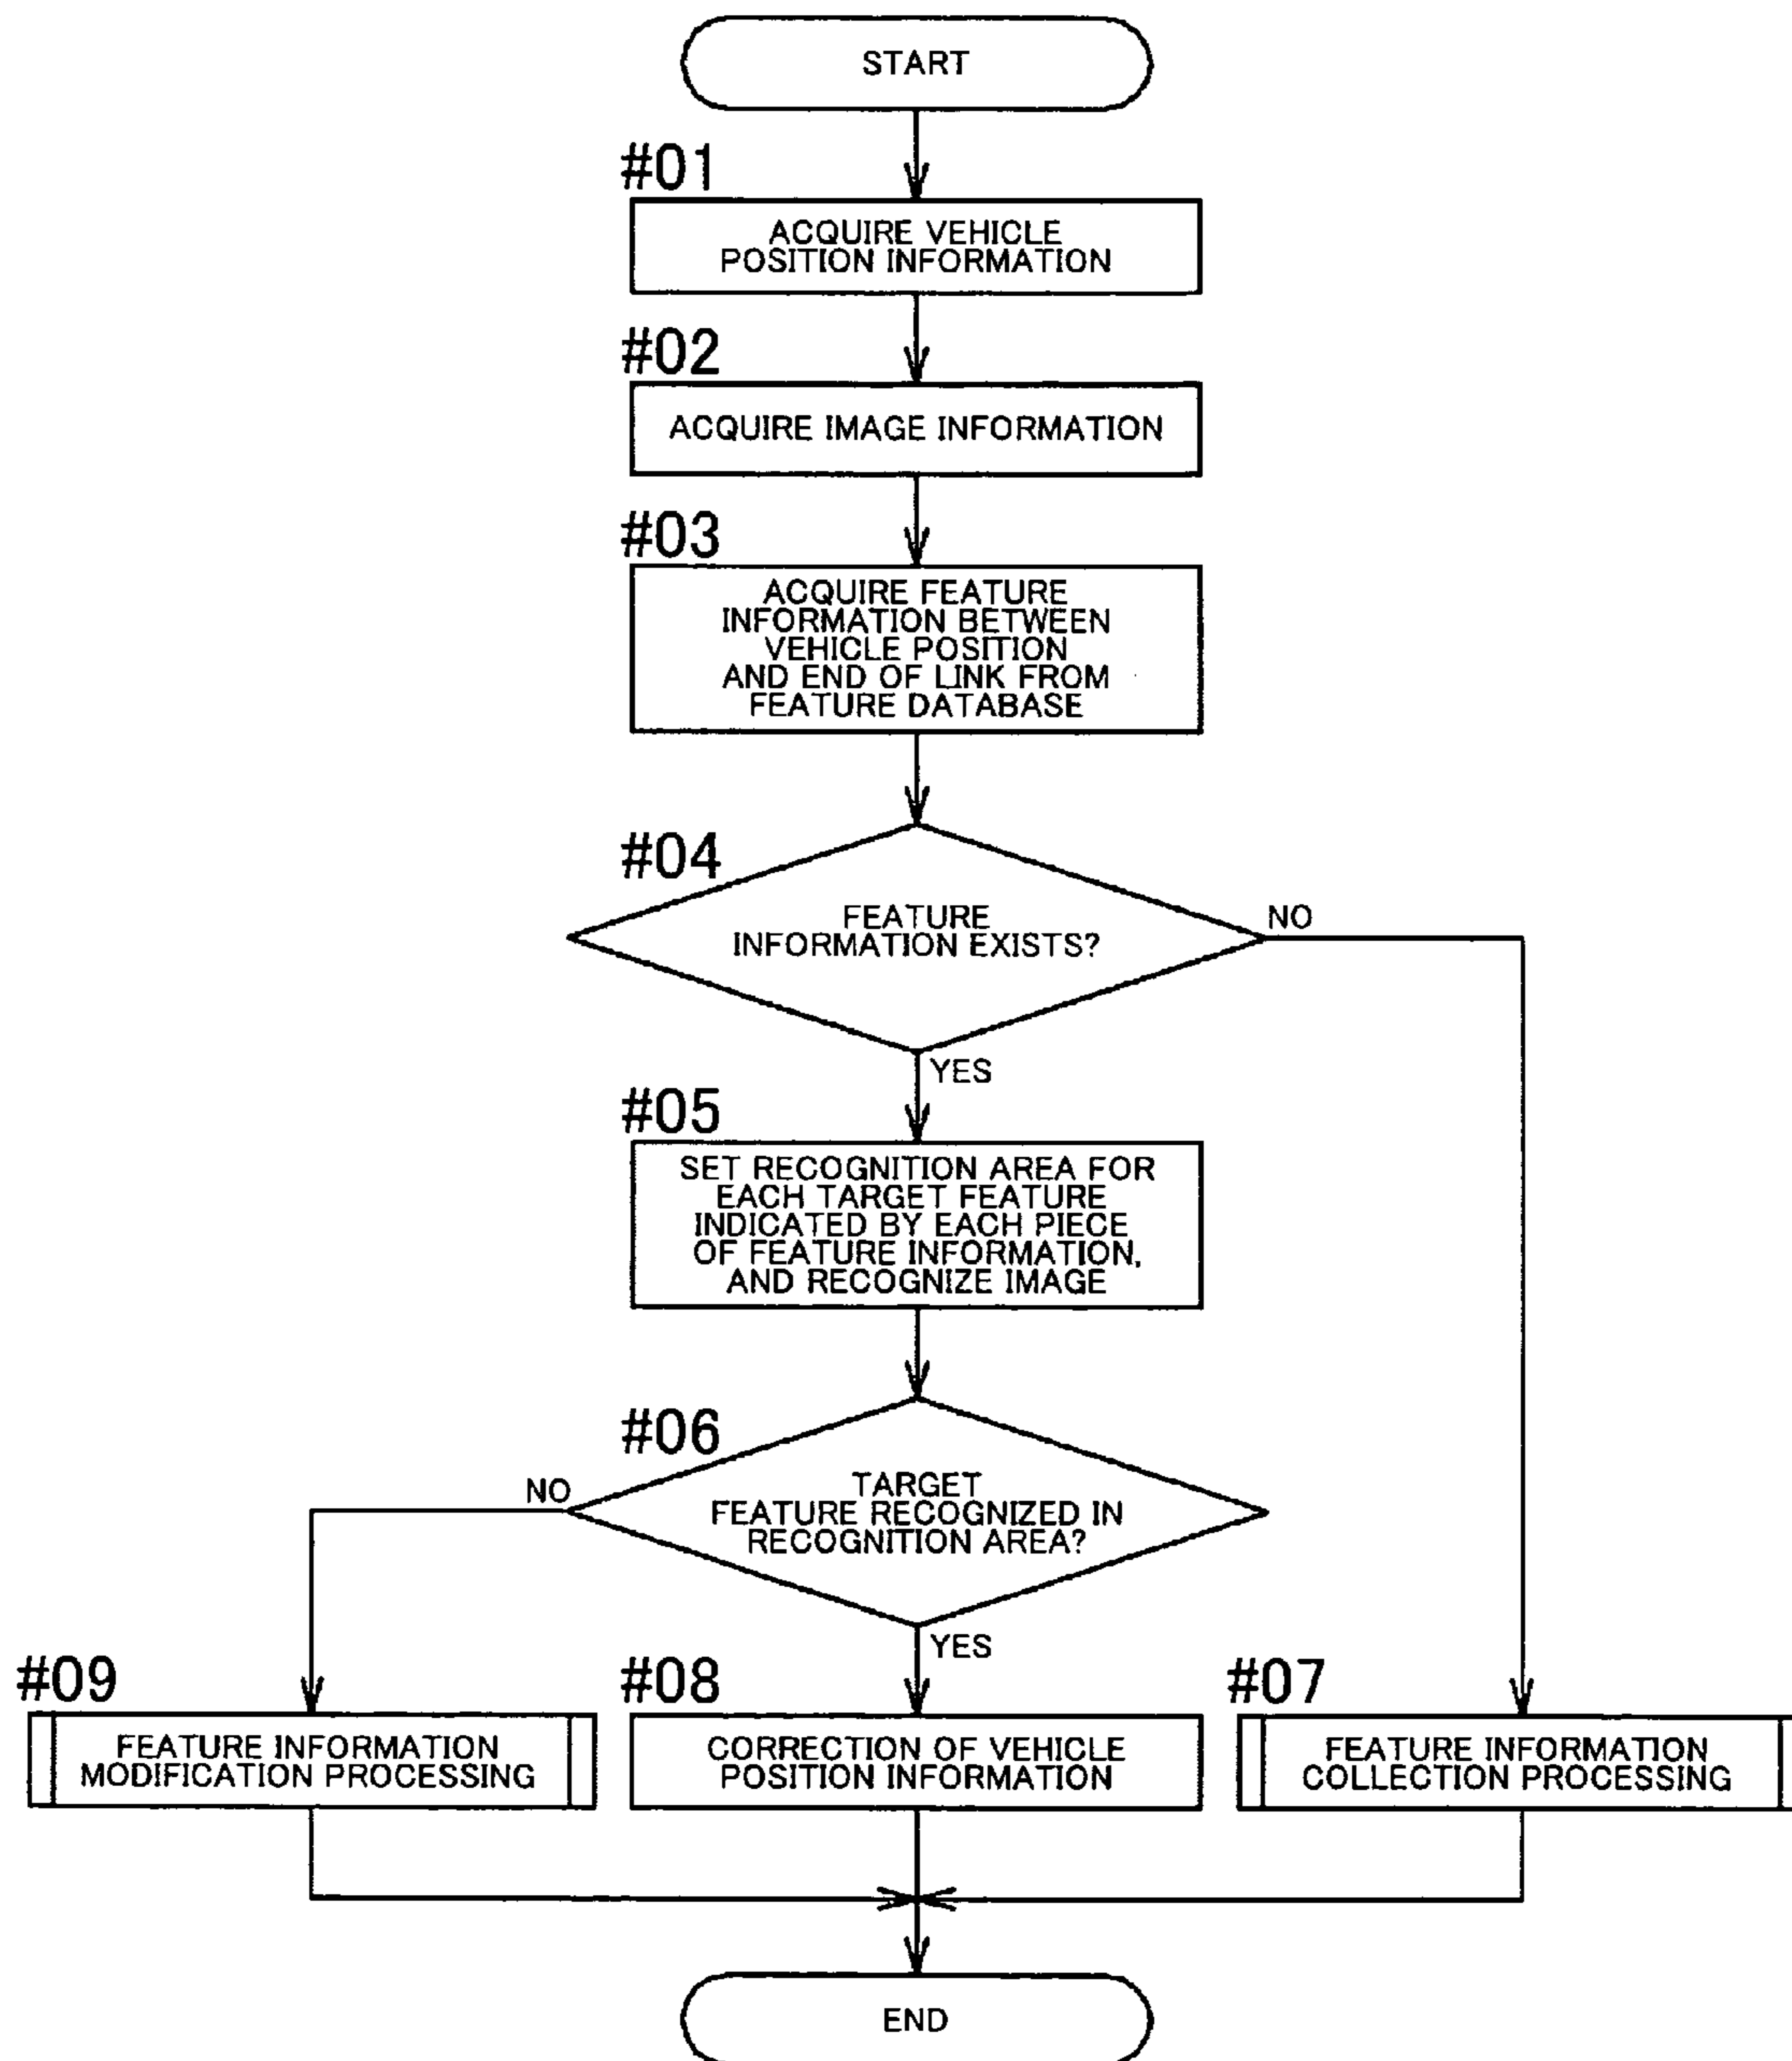 START
#01
ACQUIRE VEHICLE
POSITION INFORMATION
#02
ACQUIRE IMAGE INFORMATION
#03
ACQUIRE FEATURE
INFORMATION BETWEEN
VEHICLE POSITION
AND END OF LINK FROM
FEATURE DATABASE
#04
FEATURE
INFORMATION EXISTS?
NO
YES
#05
SET RECOGNITION AREA FOR
EACH TARGET FEATURE
INDICATED BY EACH PIECE
OF FEATURE INFORMATION,
AND RECOGNIZE IMAGE
#06
TARGET
FEATURE RECOGNIZED IN
RECOGNITION AREA?
NO
YES
#09
FEATURE INFORMATION
MODIFICATION PROCESSING
#08
CORRECTION OF VEHICLE
POSITION INFORMATION
#07
FEATURE INFORMATION
COLLECTION PROCESSING
END